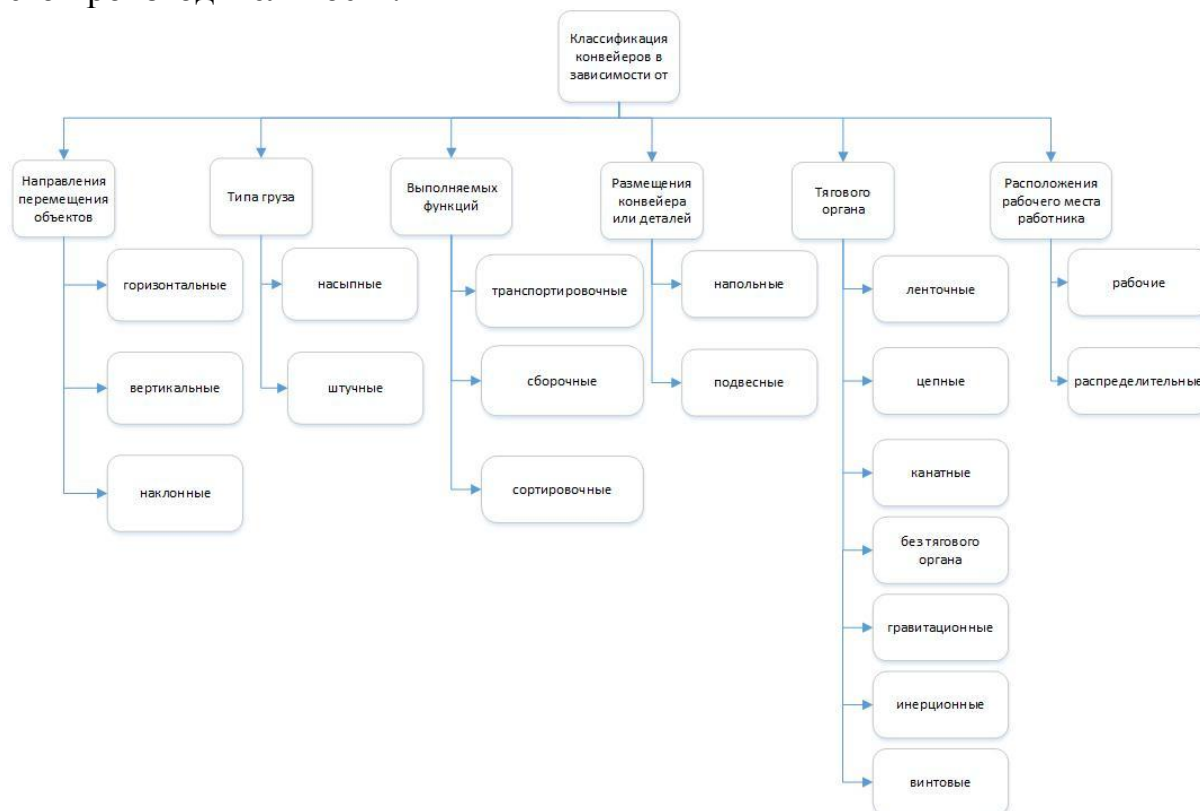 Классификация
конвейеров в
зависимости от
Направления
перемещения
объектов
Типа груза
Выполняемых
функций
Размещения
конвейера
или деталей
Тягового
органа
Расположения
рабочего места
работника
горизонтальные
вертикальные
наклонные
насыпные
штучные
транспортировочные
сборочные
сортировочные
напольные
подвесные
ленточные
цепные
канатные
без тягового
органа
гравитационные
инерционные
винтовые
рабочие
распределительные